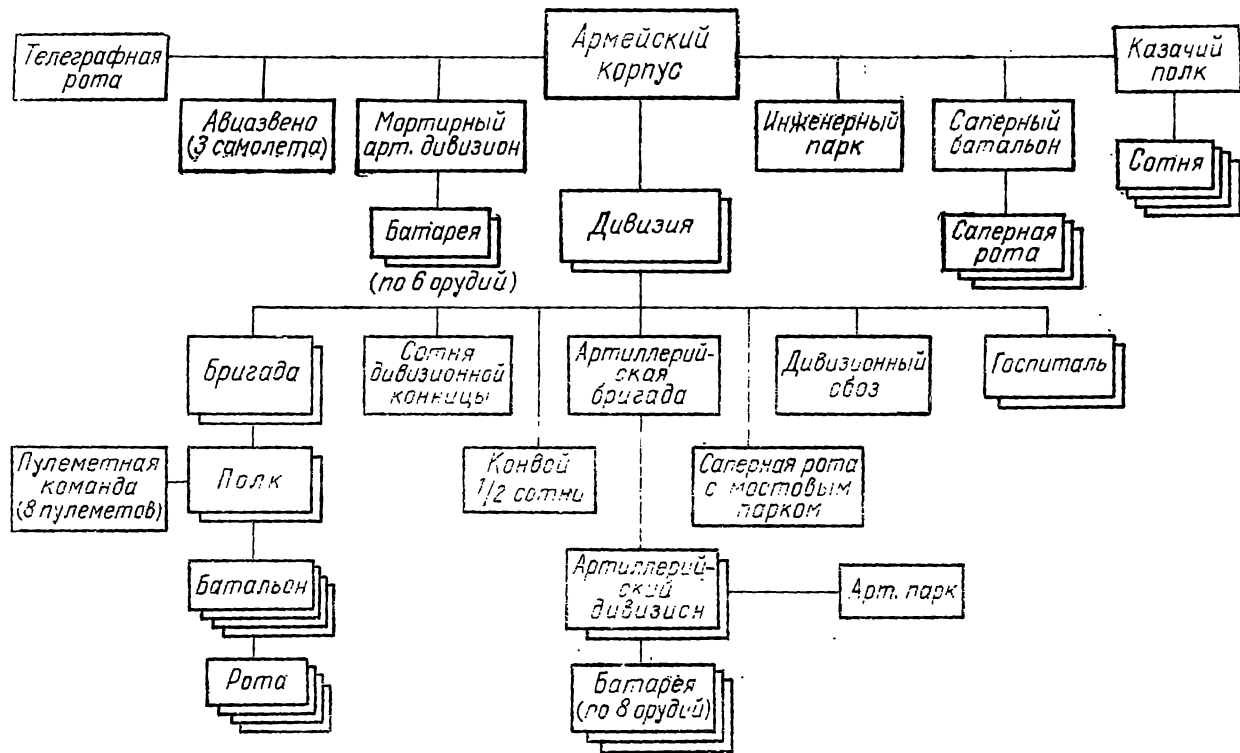 Армейский
корпус
Телеграфная
рота
Казачий
полк
Авиазвено
(3 самолета)
Мортирный
арт. дивизион
Инженерный
парк
Саперный
батальон
Сотня
Батарея
(по 6 орудий)
Дивизия
Саперная
рота
Бригада
Сотня
дивизионной
конницы
Артиллерий-
ская
бригада
Дивизионный
обоз
Госпиталь
Пулеметная
команда
(8 пулеметов)
Полк
Конвой
1/2 сотни
Саперная рота
с мостовым
парком
Батальон
Артиллерий-
ский
дивизион
Арт. парк
Рота
Батарея
(по 8 орудий)